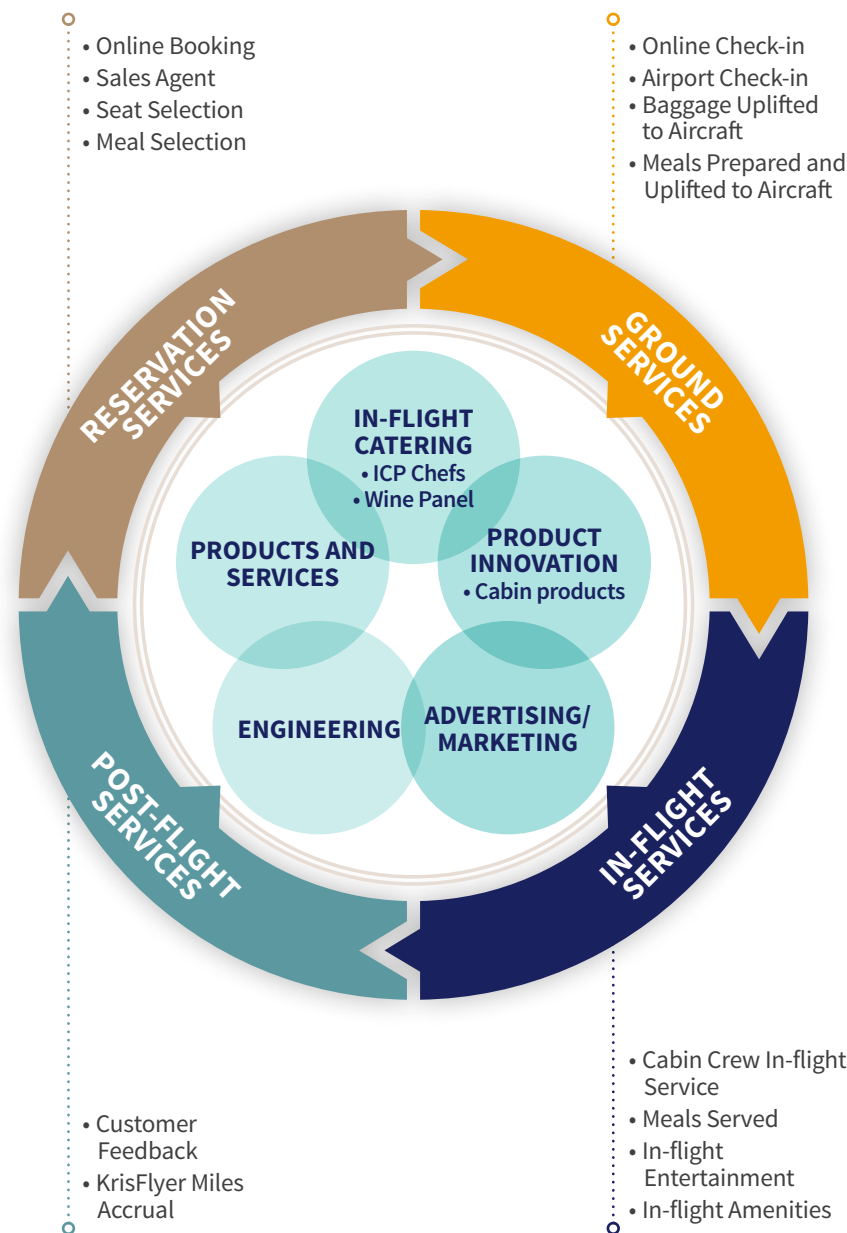 • Online Booking
• Sales Agent
• Seat Selection
• Meal Selection
• Online Check-in
• Airport Check-in
• Baggage Uplifted
to Aircraft
• Meals Prepared and
Uplifted to Aircraft
RESERVATION
SERVICES
GROUND
SERVICES
IN-FLIGHT
CATERING
• ICP Chefs
• Wine Panel
PRODUCTS AND
SERVICES
PRODUCT
INNOVATION
• Cabin products
ENGINEERING
ADVERTISING/
MARKETING
POST-FLIGHT
SERVICES
IN-FLIGHT
SERVICES
• Customer
Feedback
• KrisFlyer Miles
Accrual
• Cabin Crew In-flight
Service
• Meals Served
• In-flight
Entertainment
• In-flight Amenities